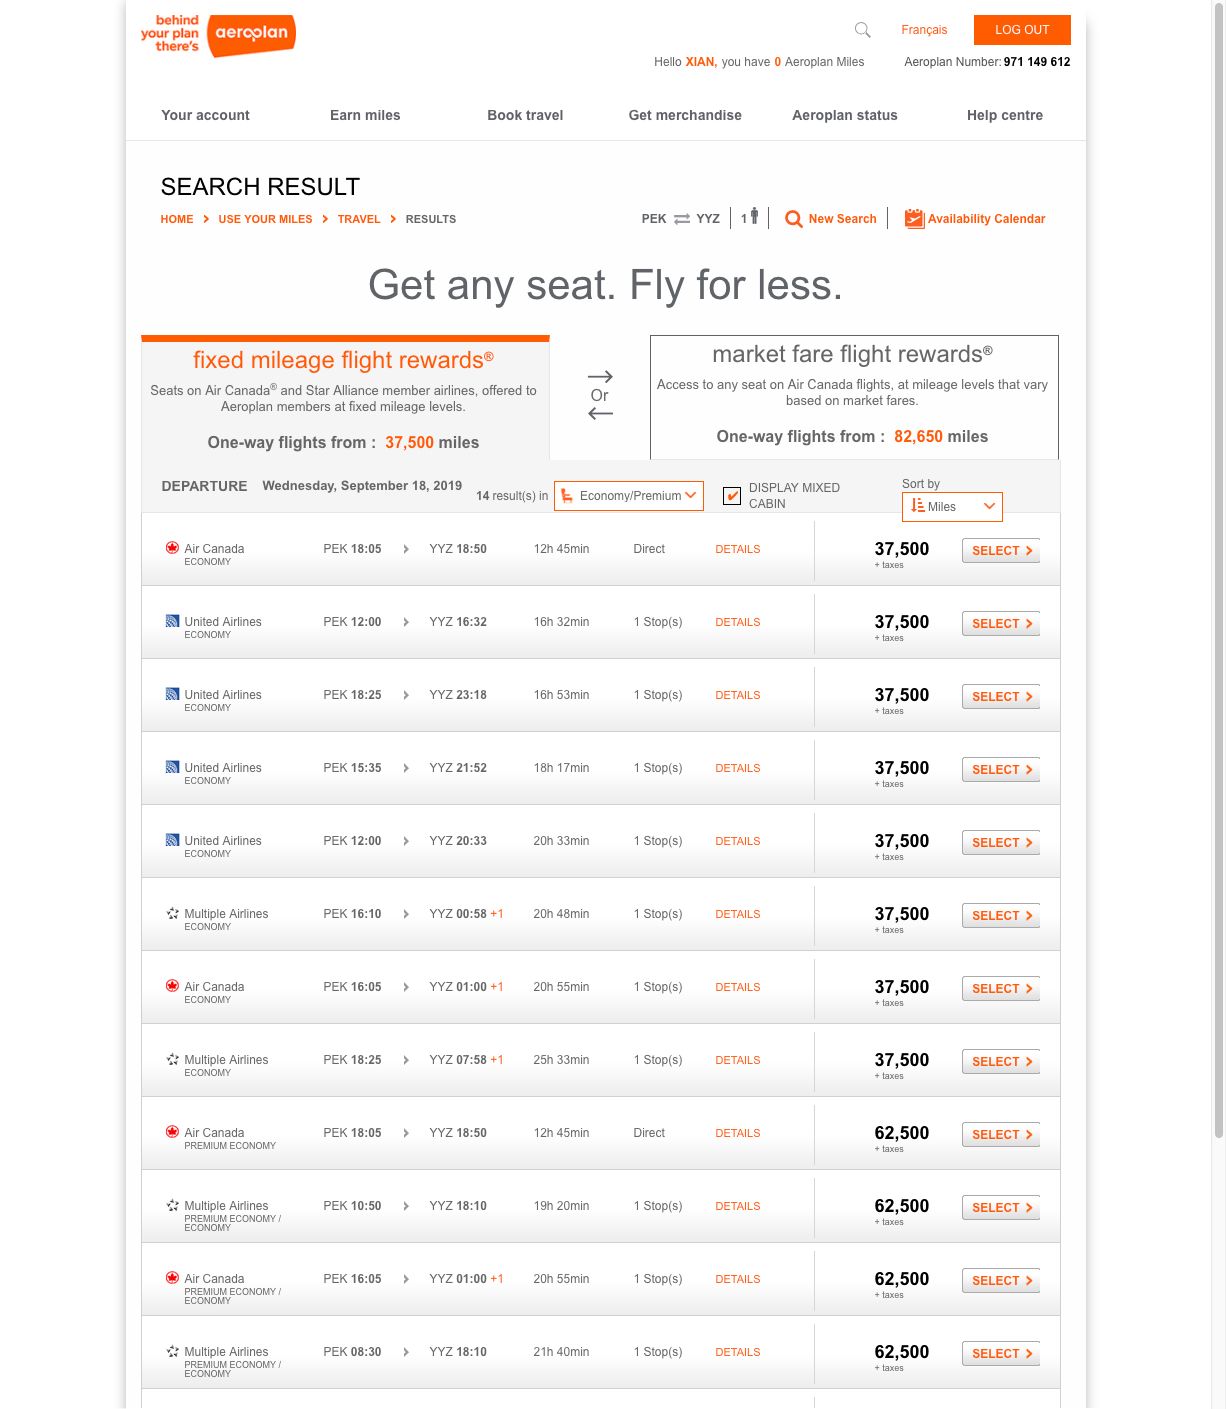 behind
your plan
there's
aeroplan
Français
LOG OUT
Hello XIAN, you have 0 Aeroplan Miles
Aeroplan Number: 971 149 612
Your account
Earn miles
Book travel
Get merchandise
Aeroplan status
Help centre
SEARCH RESULT
HOME > USE YOUR MILES > TRAVEL > RESULTS
PEK YYZ 1 New Search Availability Calendar
Get any seat. Fly for less.
fixed mileage flight rewards®
Seats on Air Canada® and Star Alliance member airlines, offered to
Aeroplan members at fixed mileage levels.
One-way flights from : 37,500 miles
Or
market fare flight rewards®
Access to any seat on Air Canada flights, at mileage levels that vary
based on market fares.
One-way flights from : 82,650 miles
DEPARTURE Wednesday, September 18, 2019
14 result(s) in Economy/Premium
DISPLAY MIXED
CABIN
Sort by
Miles
Air Canada PEK 18:05 > YYZ 18:50 12h 45min Direct DETAILS 37,500 SELECT >
ECONOMY + taxes
United Airlines PEK 12:00 > YYZ 16:32 16h 32min 1 Stop(s) DETAILS 37,500 SELECT >
ECONOMY + taxes
United Airlines PEK 18:25 > YYZ 23:18 16h 53min 1 Stop(s) DETAILS 37,500 SELECT >
ECONOMY + taxes
United Airlines PEK 15:35 > YYZ 21:52 18h 17min 1 Stop(s) DETAILS 37,500 SELECT >
ECONOMY + taxes
United Airlines PEK 12:00 > YYZ 20:33 20h 33min 1 Stop(s) DETAILS 37,500 SELECT >
ECONOMY + taxes
Multiple Airlines PEK 16:10 > YYZ 00:58 +1 20h 48min 1 Stop(s) DETAILS 37,500 SELECT >
ECONOMY + taxes
Air Canada PEK 16:05 > YYZ 01:00 +1 20h 55min 1 Stop(s) DETAILS 37,500 SELECT >
ECONOMY + taxes
Multiple Airlines PEK 18:25 > YYZ 07:58 +1 25h 33min 1 Stop(s) DETAILS 37,500 SELECT >
ECONOMY + taxes
Air Canada PEK 18:05 > YYZ 18:50 12h 45min Direct DETAILS 62,500 SELECT >
PREMIUM ECONOMY + taxes
Multiple Airlines PEK 10:50 > YYZ 18:10 19h 20min 1 Stop(s) DETAILS 62,500 SELECT >
PREMIUM ECONOMY / + taxes
ECONOMY
Air Canada PEK 16:05 > YYZ 01:00 +1 20h 55min 1 Stop(s) DETAILS 62,500 SELECT >
PREMIUM ECONOMY / + taxes
ECONOMY
Multiple Airlines PEK 08:30 > YYZ 18:10 21h 40min 1 Stop(s) DETAILS 62,500 SELECT >
PREMIUM ECONOMY / + taxes
ECONOMY